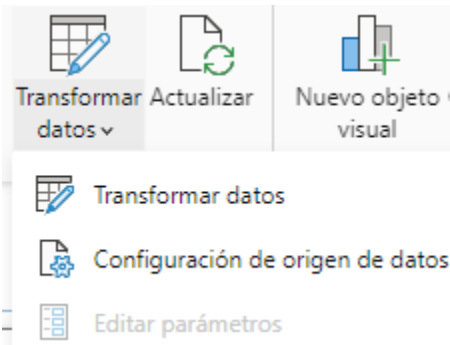 Transformar Actualizar Nuevo objeto
datos visual
Transformar datos
Configuración de origen de datos
Editar parámetros